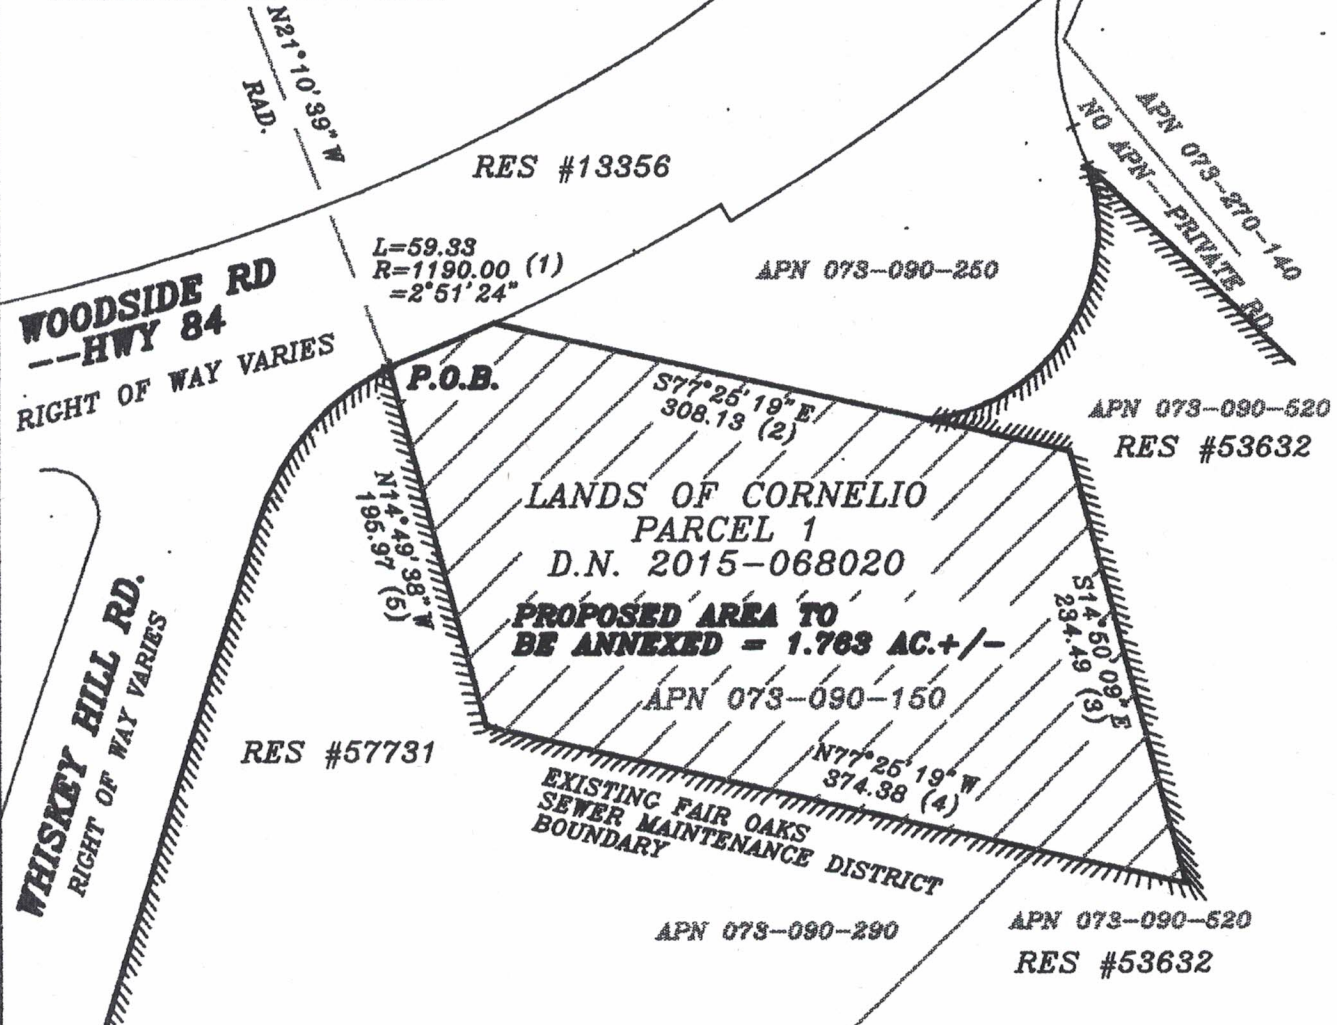 N21°10'39"W
RAD.
RES #13356
L=59.33
R=1190.00 (1)
=2°51'24"
WOODSIDE RD
--HWY 84
RIGHT OF WAY VARIES
P.O.B.
APN 073-090-250
APN 073-270-140
NO APN--PRIVATE RD
S77°25'19"E
308.13 (2)
APN 073-090-520
RES #53632
LANDS OF CORNELIO
PARCEL 1
D.N. 2015-068020
PROPOSED AREA TO
BE ANNEXED = 1.763 AC.+/-
APN 073-090-150
N14°49'38"W
195.97 (5)
S14°50'09"E
234.49 (3)
WHISKEY HILL RD.
RIGHT OF WAY VARIES
RES #57731
N77°25'19"W
374.38 (4)
EXISTING FAIR OAKS
SEWER MAINTENANCE DISTRICT
BOUNDARY
APN 073-090-290
APN 073-090-520
RES #53632